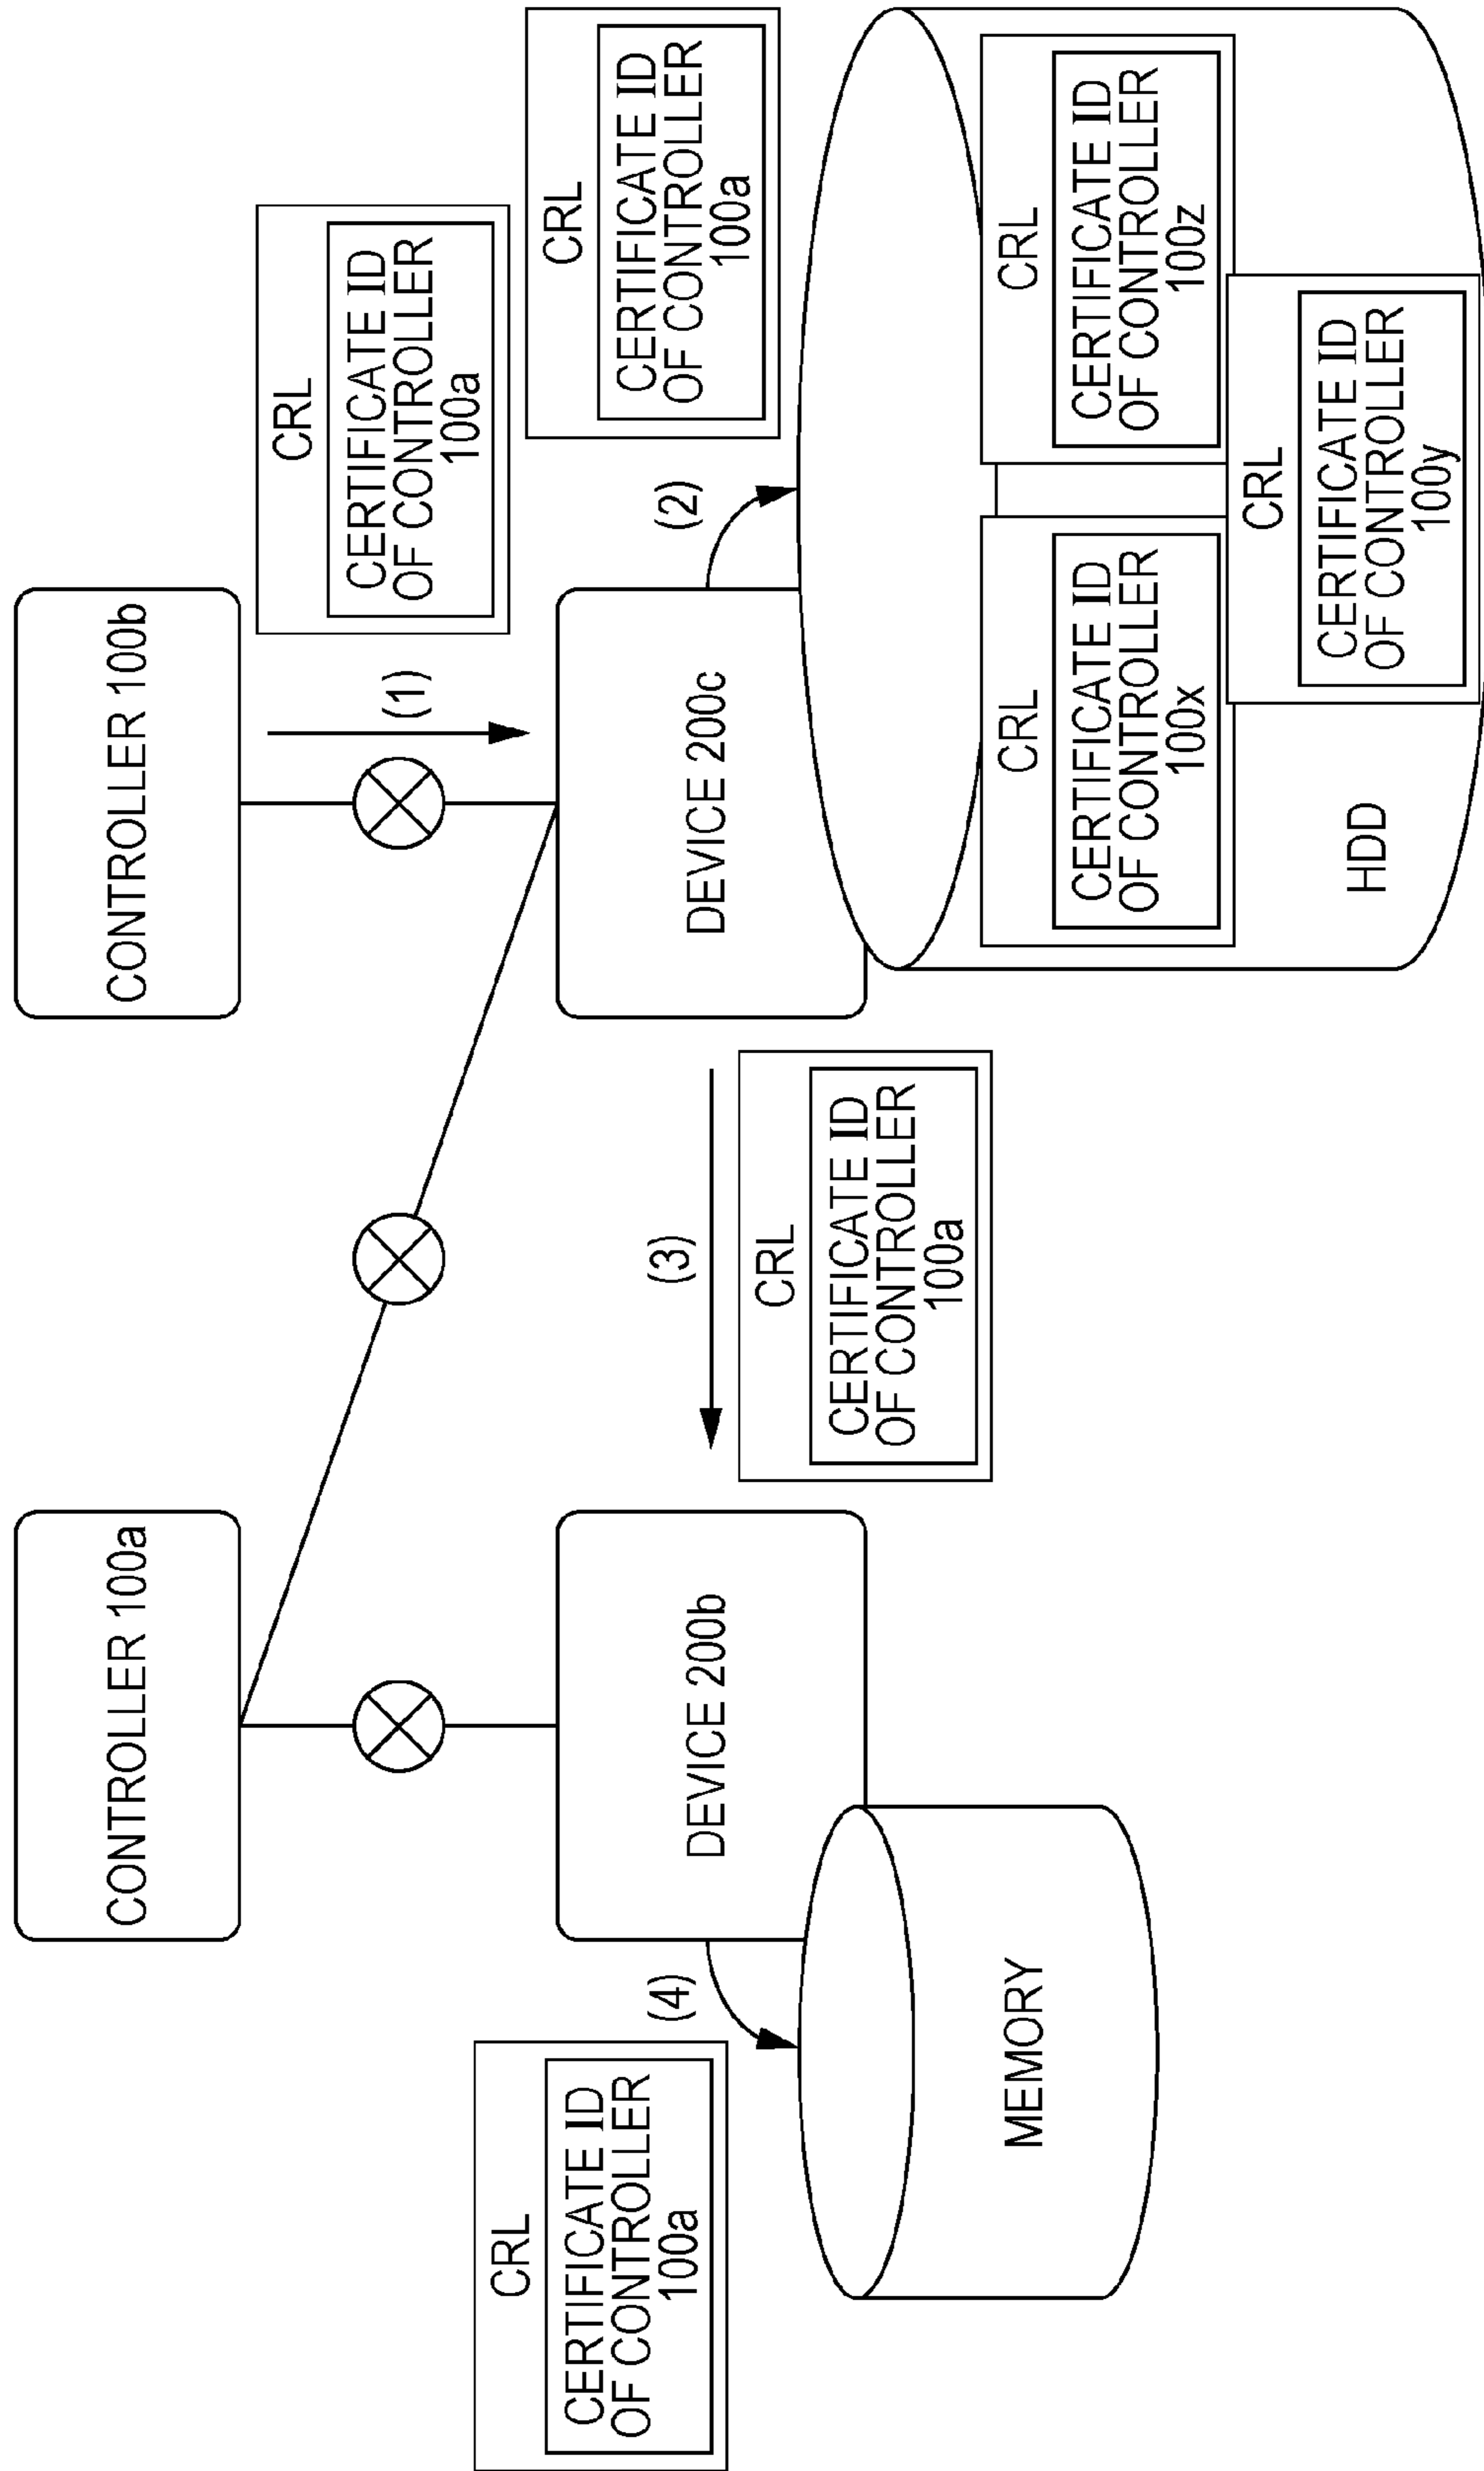 CONTROLLER 100a
CONTROLLER 100b
(1)
CRL
CERTIFICATE ID
OF CONTROLLER
100a
CRL
CERTIFICATE ID
OF CONTROLLER
100a
(4)
DEVICE 200b
(3)
CRL
CERTIFICATE ID
OF CONTROLLER
100a
DEVICE 200c
(2)
CRL
CERTIFICATE ID
OF CONTROLLER
100a
MEMORY
CRL
CERTIFICATE ID
OF CONTROLLER
100x
CRL
CERTIFICATE ID
OF CONTROLLER
100z
HDD
CRL
CERTIFICATE ID
OF CONTROLLER
100y